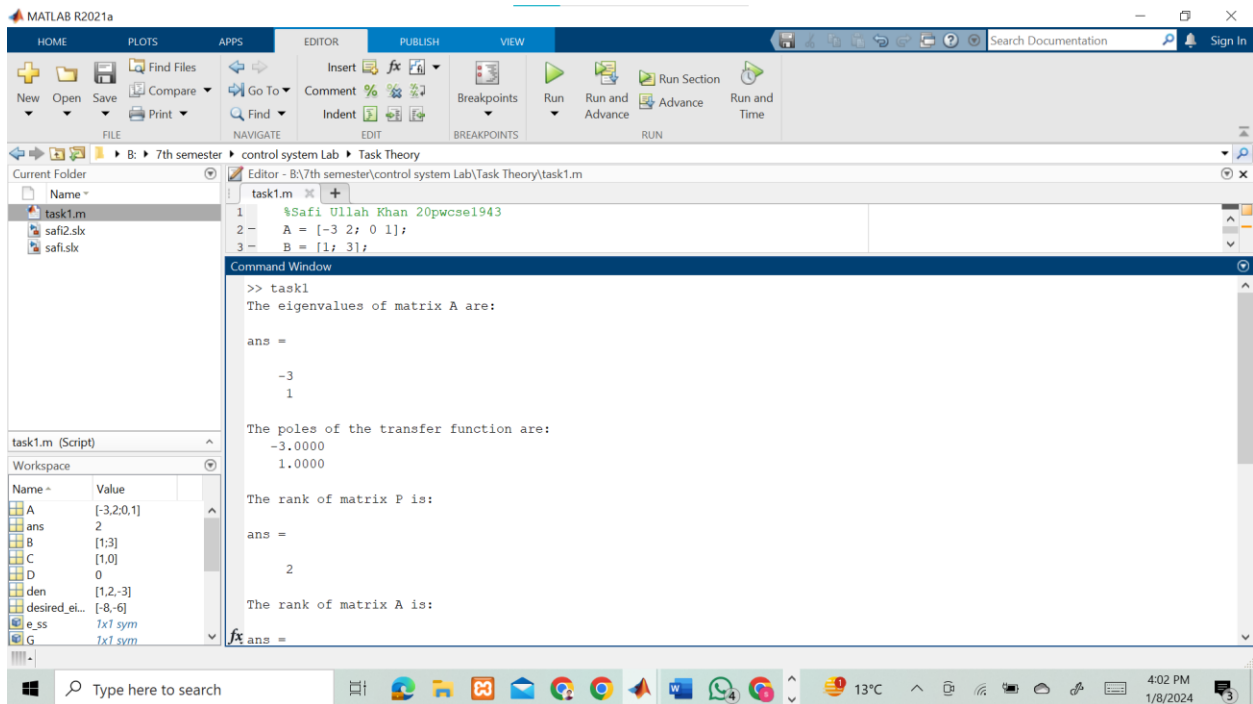 MATLAB R2021a
HOME PLOTS APPS EDITOR PUBLISH VIEW Search Documentation Sign In
Find Files Insert fx
New Open Save Compare Go To Comment % Breakpoints Run Run and Advance Run Section Advance Run and Time
Print Find Indent
FILE NAVIGATE EDIT BREAKPOINTS RUN
B: 7th semester control system Lab Task Theory
Current Folder
Name
task1.m
safi2.slx
safi.slx
task1.m (Script)
Workspace
Name Value
A [-3,2;0,1]
ans 2
B [1;3]
C [1,0]
D 0
den [1,2,-3]
desired_ei... [-8,-6]
e_ss 1x1 sym
G 1x1 sym
Editor - B:\7th semester\control system Lab\Task Theory\task1.m
task1.m
1 %Safi Ullah Khan 20pwcse1943
2 - A = [-3 2; 0 1];
3 - B = [1; 3];
Command Window
>> task1
The eigenvalues of matrix A are:
ans =
-3
1
The poles of the transfer function are:
-3.0000
1.0000
The rank of matrix P is:
ans =
2
The rank of matrix A is:
fx ans =
Type here to search
4
13°C
4:02 PM
1/8/2024
3